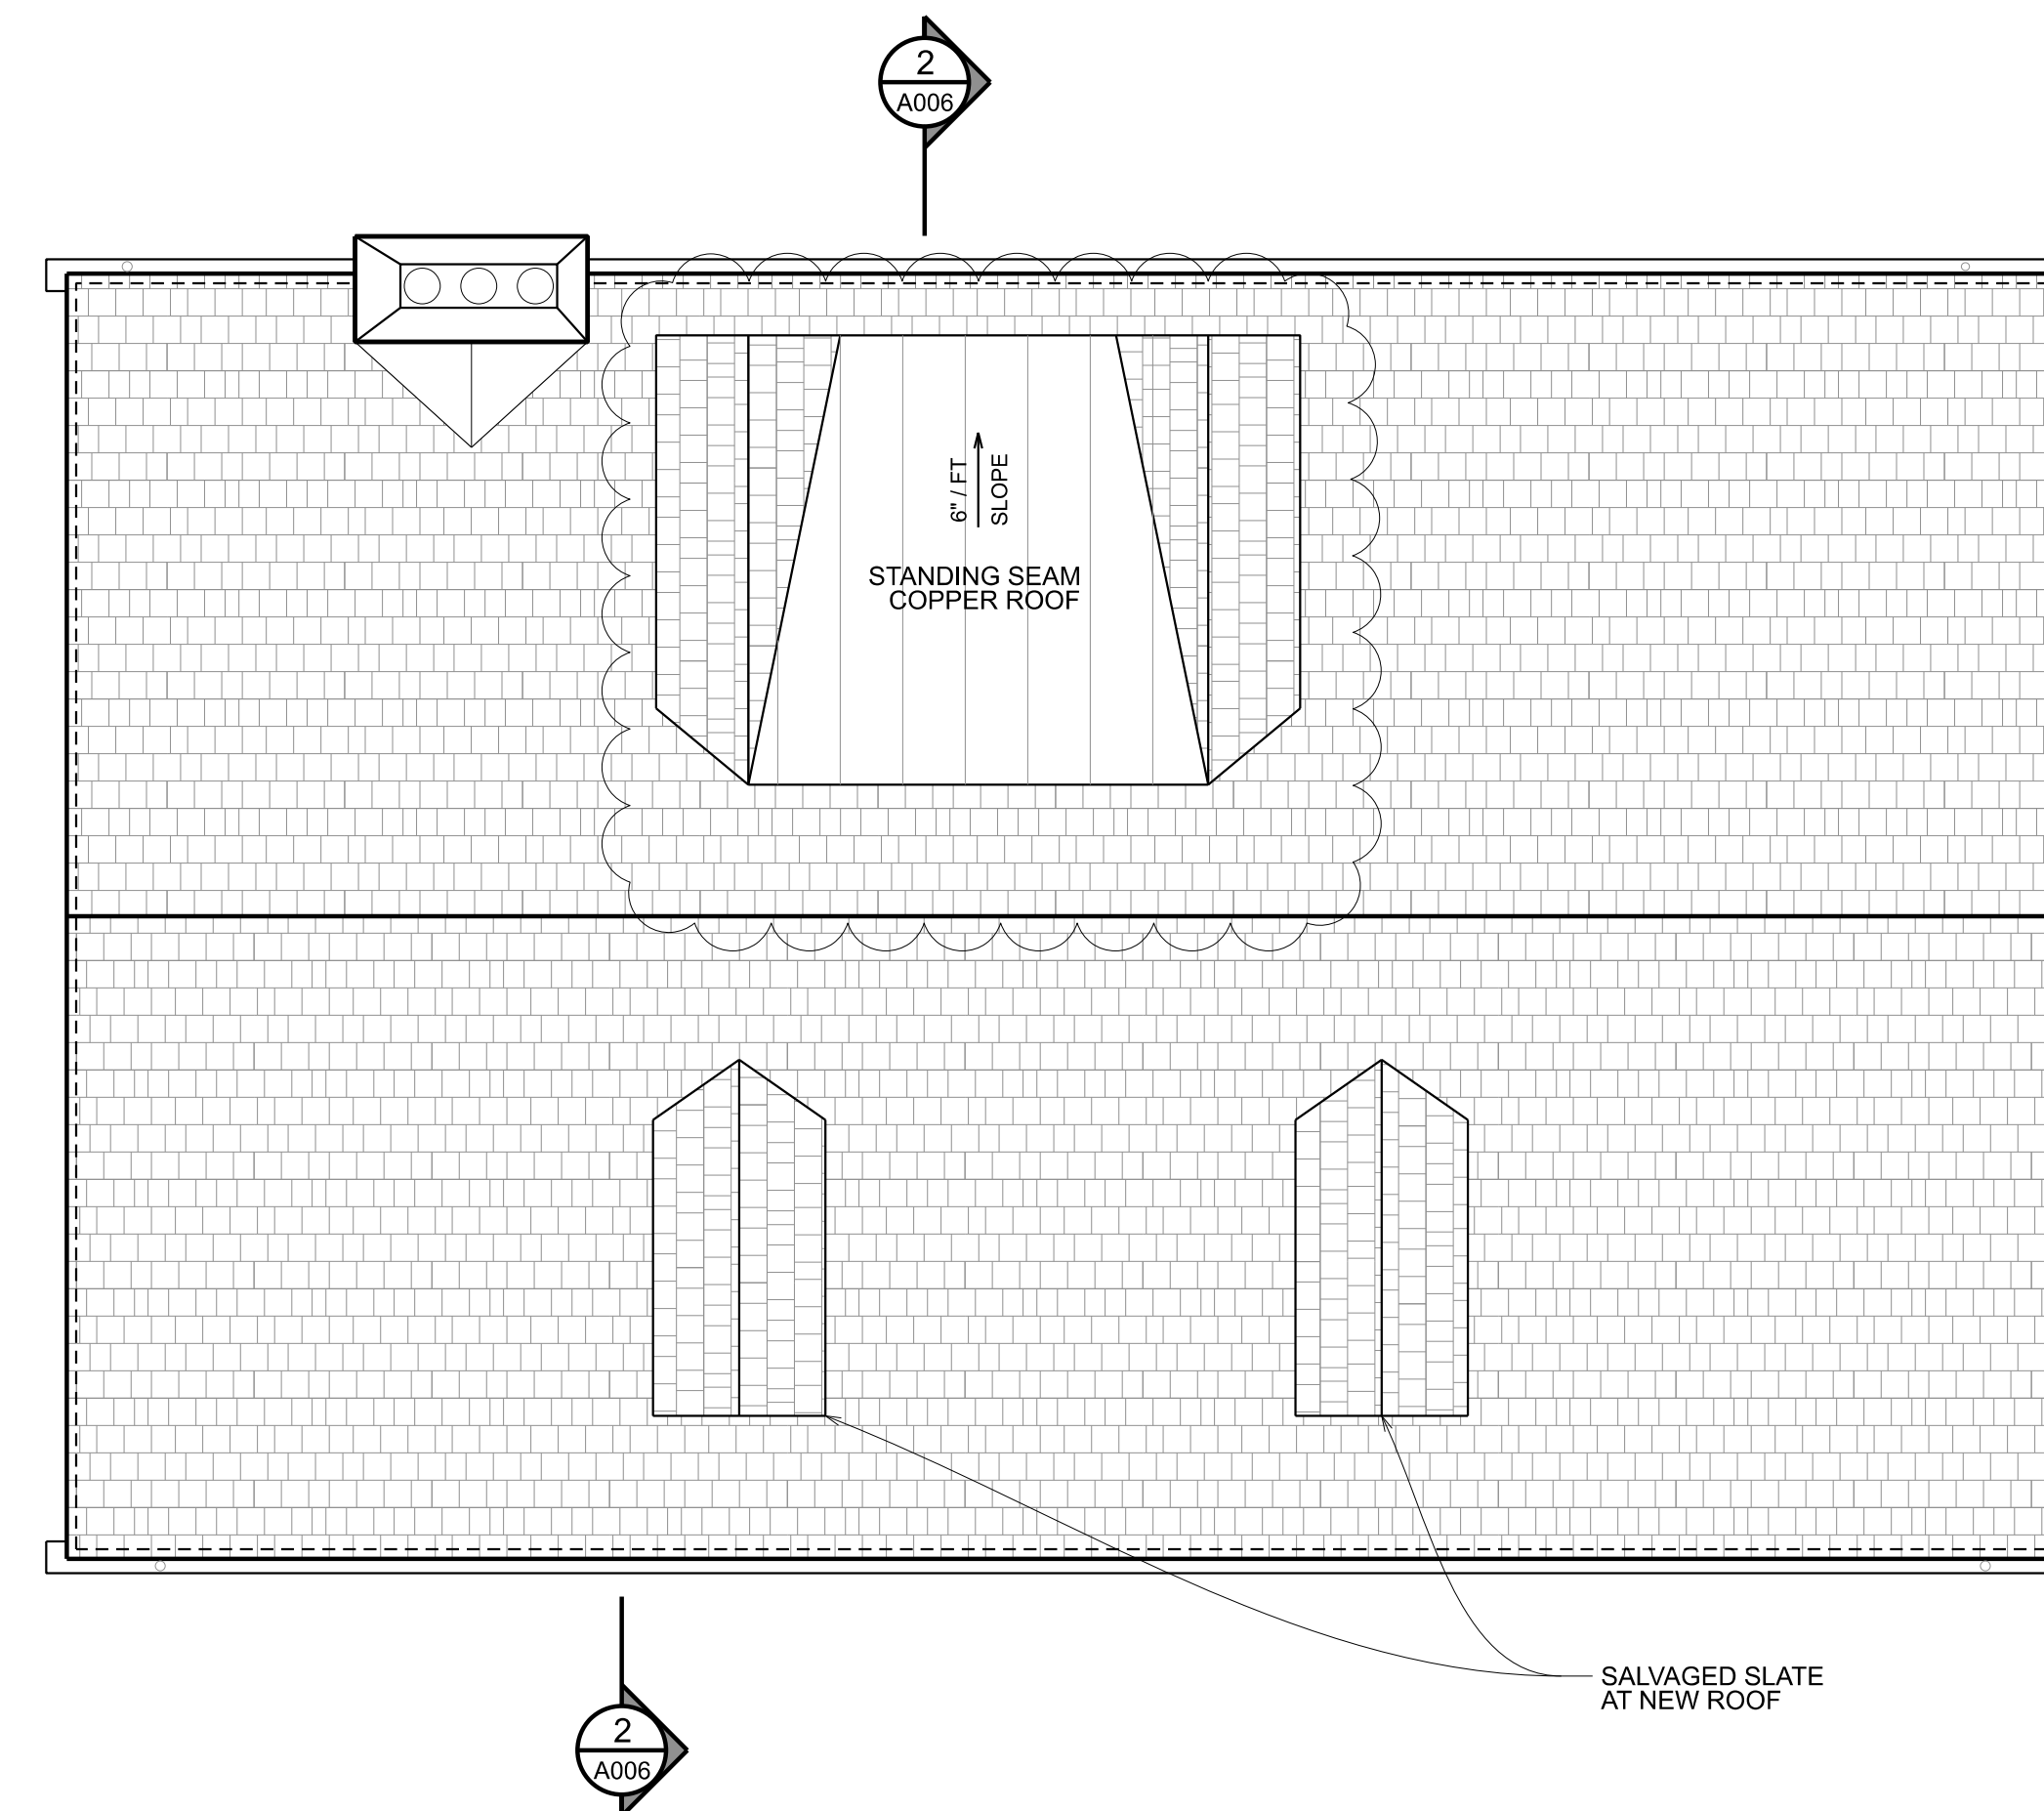 2
A006
6" / FT
SLOPE
STANDING SEAM
COPPER ROOF
SALVAGED SLATE
AT NEW ROOF
2
A006